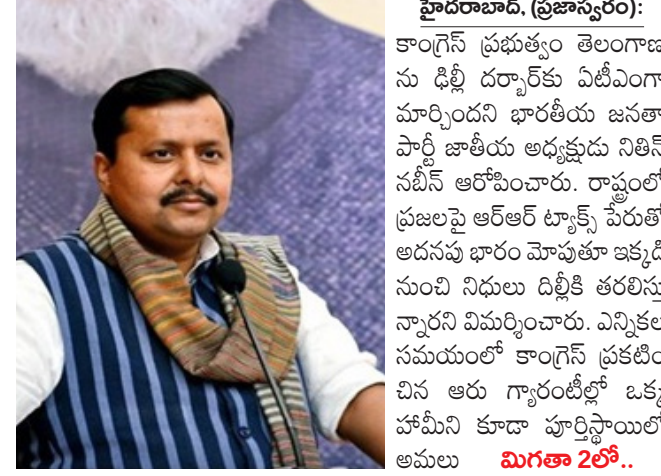 హైదరాబాద్, (ప్రజాస్వరం):
కాంగ్రెస్ ప్రభుత్వం తెలంగాణ
ను ఢిల్లీ దర్బార్‌కు ఏటీఎంగా
మార్చిందని భారతీయ జనతా
పార్టీ జాతీయ అధ్యక్షుడు నితిన్
నబీన్ ఆరోపించారు. రాష్ట్రంలో
ప్రజలపై ఆర్ఆర్ ట్యాక్స్ పేరుతో
అదనపు భారం మోపుతూ ఇక్కడి
నుంచి నిధులు దిల్లీకి తరలిస్తు
న్నారని విమర్శించారు. ఎన్నికల
సమయంలో కాంగ్రెస్ ప్రకటిం
చిన ఆరు గ్యారంటీల్లో ఒక్క
హామీని కూడా పూర్తిస్థాయిలో
అమలు మిగతా 2లో..